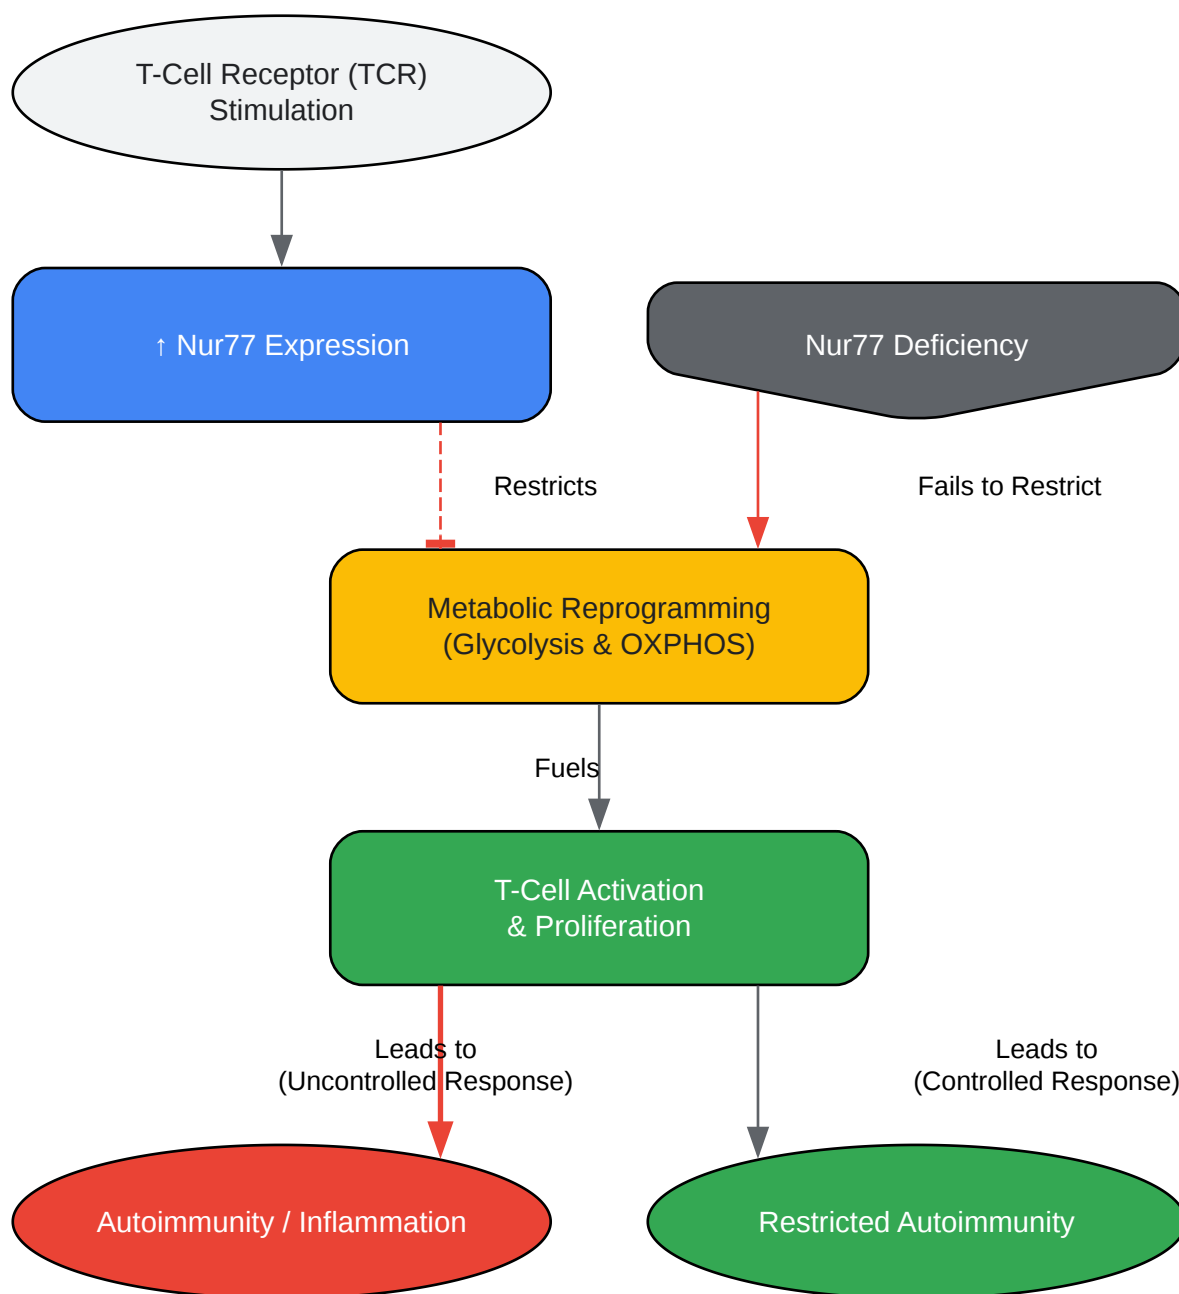 T-Cell Receptor (TCR)
Stimulation
↑ Nur77 Expression
Nur77 Deficiency
Restricts
Fails to Restrict
Metabolic Reprogramming
(Glycolysis & OXPHOS)
Fuels
T-Cell Activation
& Proliferation
Leads to
(Uncontrolled Response)
Leads to
(Controlled Response)
Autoimmunity / Inflammation
Restricted Autoimmunity